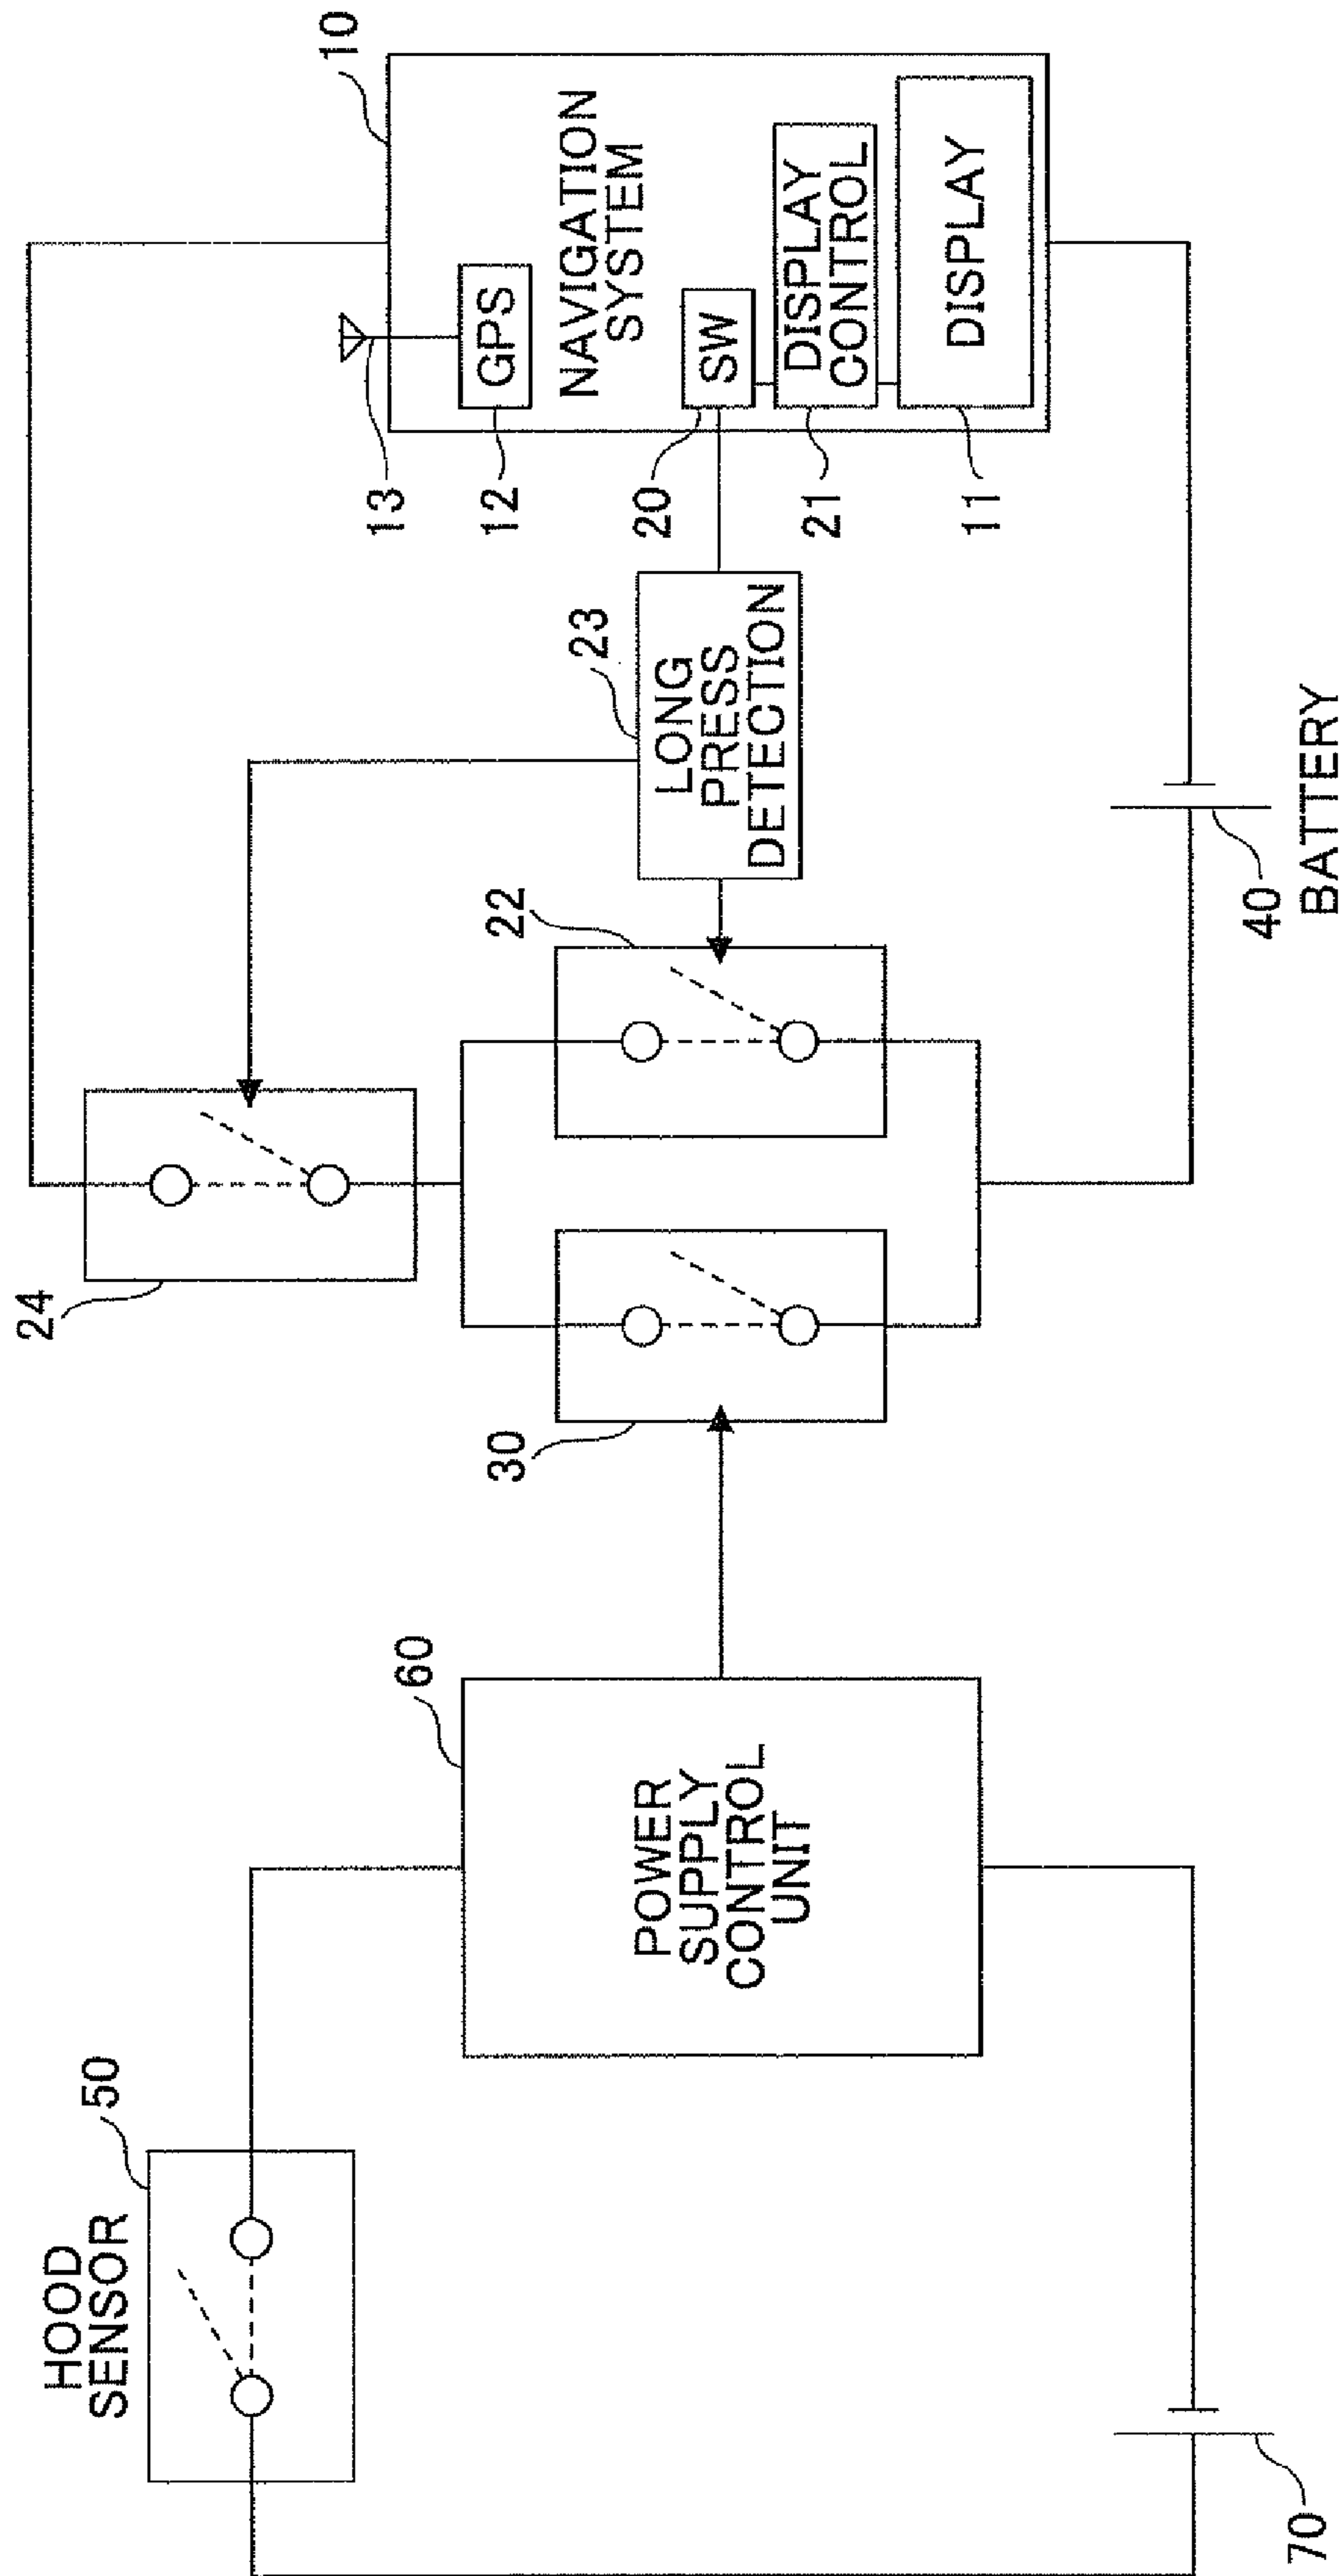 HOOD
SENSOR
50
60
POWER
SUPPLY
CONTROL
UNIT
70
24
30
22
23
LONG
PRESS
DETECTION
10
13
GPS
12
NAVIGATION
SYSTEM
SW
20
DISPLAY
CONTROL
21
DISPLAY
11
40
BATTERY